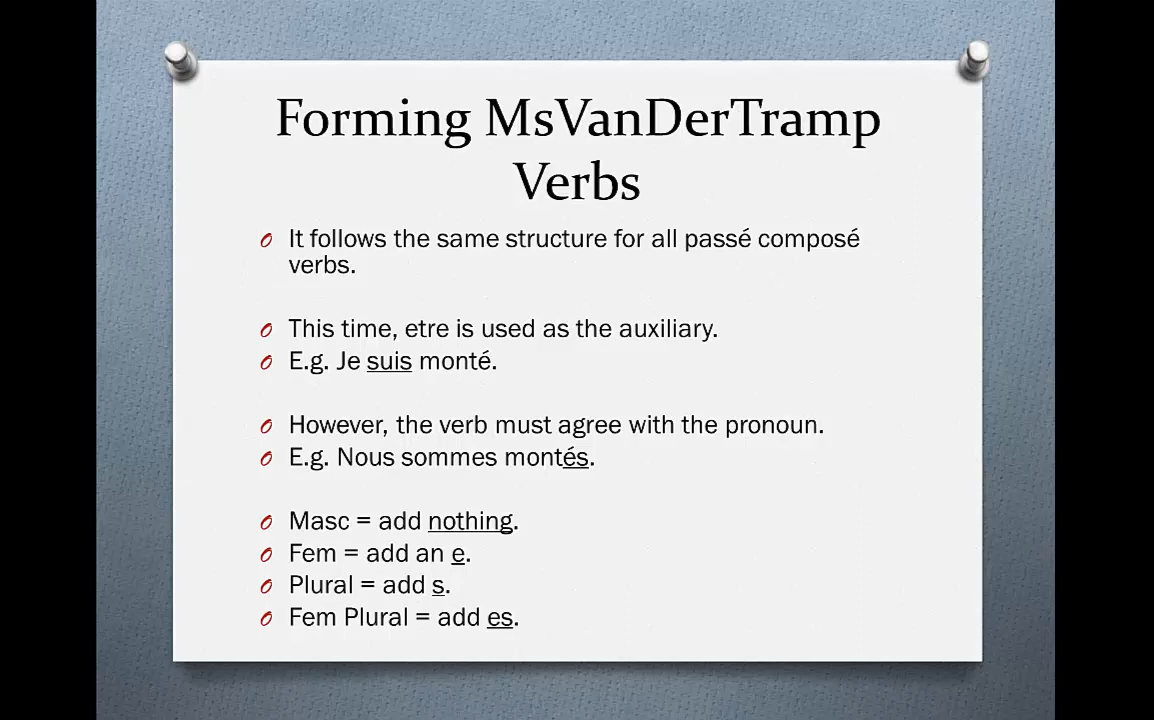 Forming MsVanDerTramp
Verbs
It follows the same structure for all passé composé
verbs.
This time, etre is used as the auxiliary.
E.g. Je suis monté.
However, the verb must agree with the pronoun.
E.g. Nous sommes montés.
Masc = add nothing.
Fem = add an e.
Plural = add s.
Fem Plural = add es.